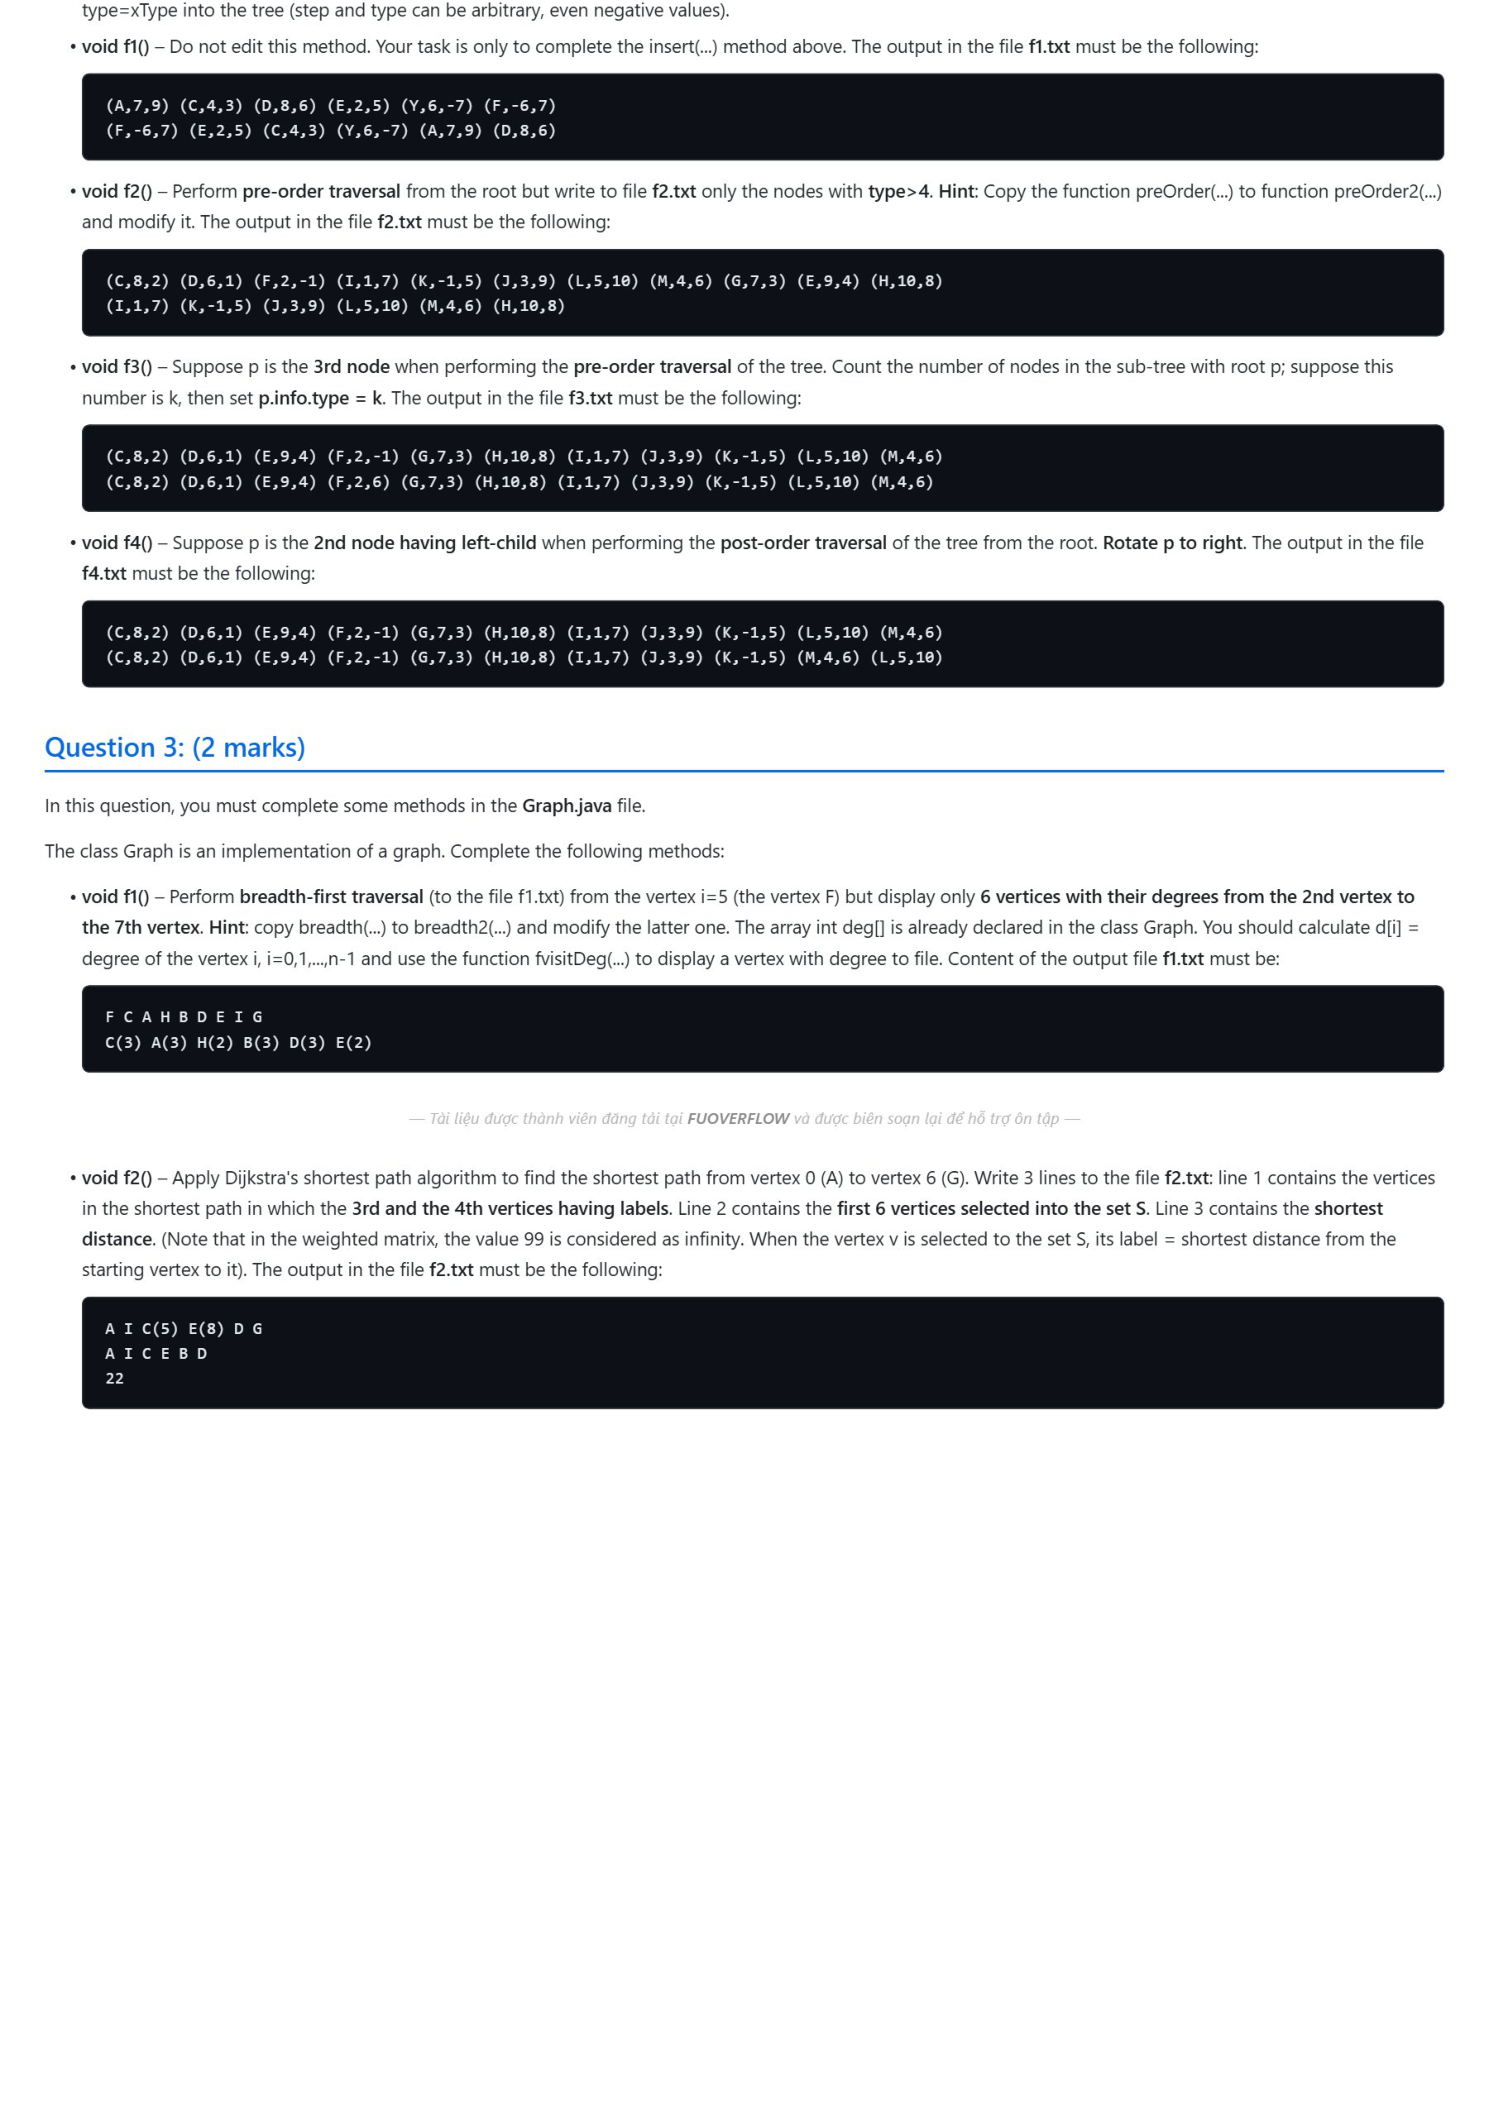 type=xType into the tree (step and type can be arbitrary, even negative values).
• void f1() – Do not edit this method. Your task is only to complete the insert(...) method above. The output in the file f1.txt must be the following:
(A,7,9) (C,4,3) (D,8,6) (E,2,5) (Y,6,-7) (F,-6,7)
(F,-6,7) (E,2,5) (C,4,3) (Y,6,-7) (A,7,9) (D,8,6)
• void f2() – Perform pre-order traversal from the root but write to file f2.txt only the nodes with type>4. Hint: Copy the function preOrder(...) to function preOrder2(...)
and modify it. The output in the file f2.txt must be the following:
(C,8,2) (D,6,1) (F,2,-1) (I,1,7) (K,-1,5) (J,3,9) (L,5,10) (M,4,6) (G,7,3) (E,9,4) (H,10,8)
(I,1,7) (K,-1,5) (J,3,9) (L,5,10) (M,4,6) (H,10,8)
• void f3() – Suppose p is the 3rd node when performing the pre-order traversal of the tree. Count the number of nodes in the sub-tree with root p; suppose this
number is k, then set p.info.type = k. The output in the file f3.txt must be the following:
(C,8,2) (D,6,1) (E,9,4) (F,2,-1) (G,7,3) (H,10,8) (I,1,7) (J,3,9) (K,-1,5) (L,5,10) (M,4,6)
(C,8,2) (D,6,1) (E,9,4) (F,2,6) (G,7,3) (H,10,8) (I,1,7) (J,3,9) (K,-1,5) (L,5,10) (M,4,6)
• void f4() – Suppose p is the 2nd node having left-child when performing the post-order traversal of the tree from the root. Rotate p to right. The output in the file
f4.txt must be the following:
(C,8,2) (D,6,1) (E,9,4) (F,2,-1) (G,7,3) (H,10,8) (I,1,7) (J,3,9) (K,-1,5) (L,5,10) (M,4,6)
(C,8,2) (D,6,1) (E,9,4) (F,2,-1) (G,7,3) (H,10,8) (I,1,7) (J,3,9) (K,-1,5) (M,4,6) (L,5,10)
Question 3: (2 marks)
In this question, you must complete some methods in the Graph.java file.
The class Graph is an implementation of a graph. Complete the following methods:
• void f1() – Perform breadth-first traversal (to the file f1.txt) from the vertex i=5 (the vertex F) but display only 6 vertices with their degrees from the 2nd vertex to
the 7th vertex. Hint: copy breadth(...) to breadth2(...) and modify the latter one. The array int deg[] is already declared in the class Graph. You should calculate d[i] =
degree of the vertex i, i=0,1,...,n-1 and use the function fvisitDeg(...) to display a vertex with degree to file. Content of the output file f1.txt must be:
F C A H B D E I G
C(3) A(3) H(2) B(3) D(3) E(2)
— Tài liệu được thành viên đăng tải tại FUOVERFLOW và được biên soạn lại để hỗ trợ ôn tập —
• void f2() – Apply Dijkstra's shortest path algorithm to find the shortest path from vertex 0 (A) to vertex 6 (G). Write 3 lines to the file f2.txt: line 1 contains the vertices
in the shortest path in which the 3rd and the 4th vertices having labels. Line 2 contains the first 6 vertices selected into the set S. Line 3 contains the shortest
distance. (Note that in the weighted matrix, the value 99 is considered as infinity. When the vertex v is selected to the set S, its label = shortest distance from the
starting vertex to it). The output in the file f2.txt must be the following:
A I C(5) E(8) D G
A I C E B D
22